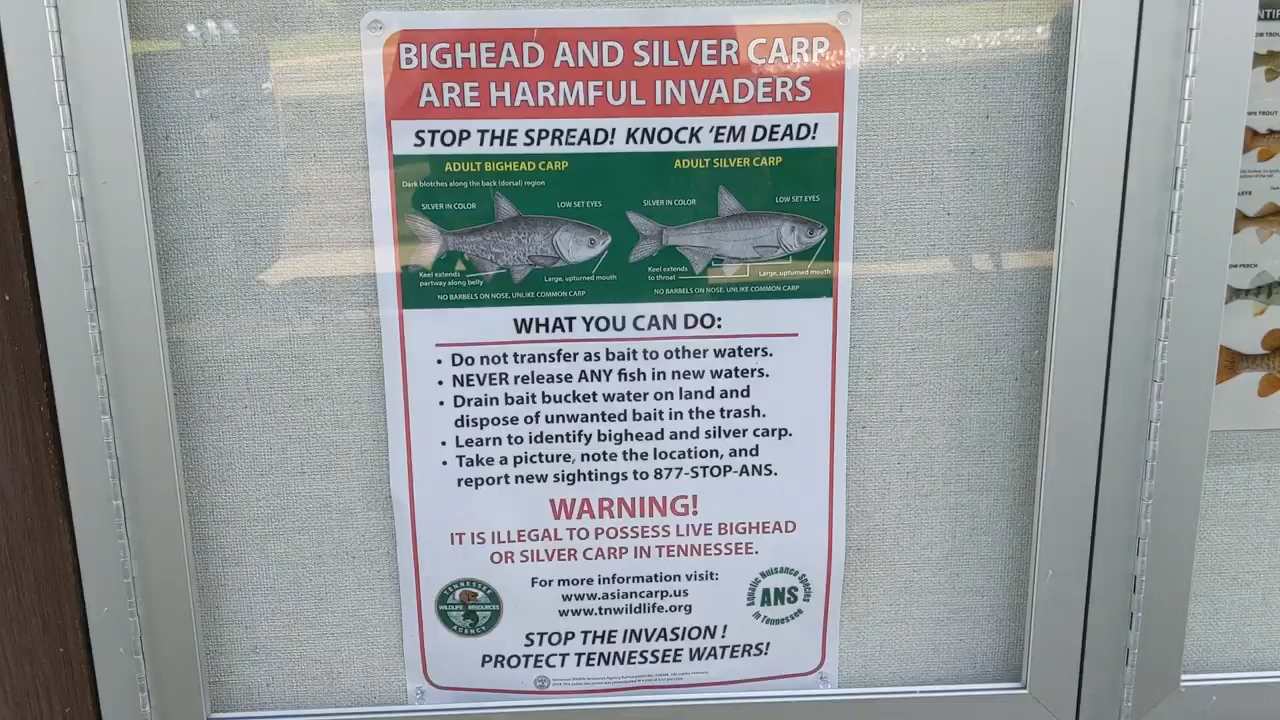 BIGHEAD AND SILVER CARP
ARE HARMFUL INVADERS
STOP THE SPREAD! KNOCK 'EM DEAD!
ADULT BIGHEAD CARP
Dark blotches along the back (dorsal) region
SILVER IN COLOR
LOW SET EYES
Keel extends
partway along belly
Large, upturned mouth
NO BARBELS ON NOSE, UNLIKE COMMON CARP
ADULT SILVER CARP
SILVER IN COLOR
LOW SET EYES
Keel extends
to throat
Large, upturned mouth
NO BARBELS ON NOSE, UNLIKE COMMON CARP
WHAT YOU CAN DO:
• Do not transfer as bait to other waters.
• NEVER release ANY fish in new waters.
• Drain bait bucket water on land and
dispose of unwanted bait in the trash.
• Learn to identify bighead and silver carp.
• Take a picture, note the location, and
report new sightings to 877-STOP-ANS.
WARNING!
IT IS ILLEGAL TO POSSESS LIVE BIGHEAD
OR SILVER CARP IN TENNESSEE.
For more information visit:
www.asiancarp.us
www.tnwildlife.org
TENNESSEE
WILDLIFE RESOURCES
AGENCY
Aquatic Nuisance Species
ANS
in Tennessee
STOP THE INVASION!
PROTECT TENNESSEE WATERS!